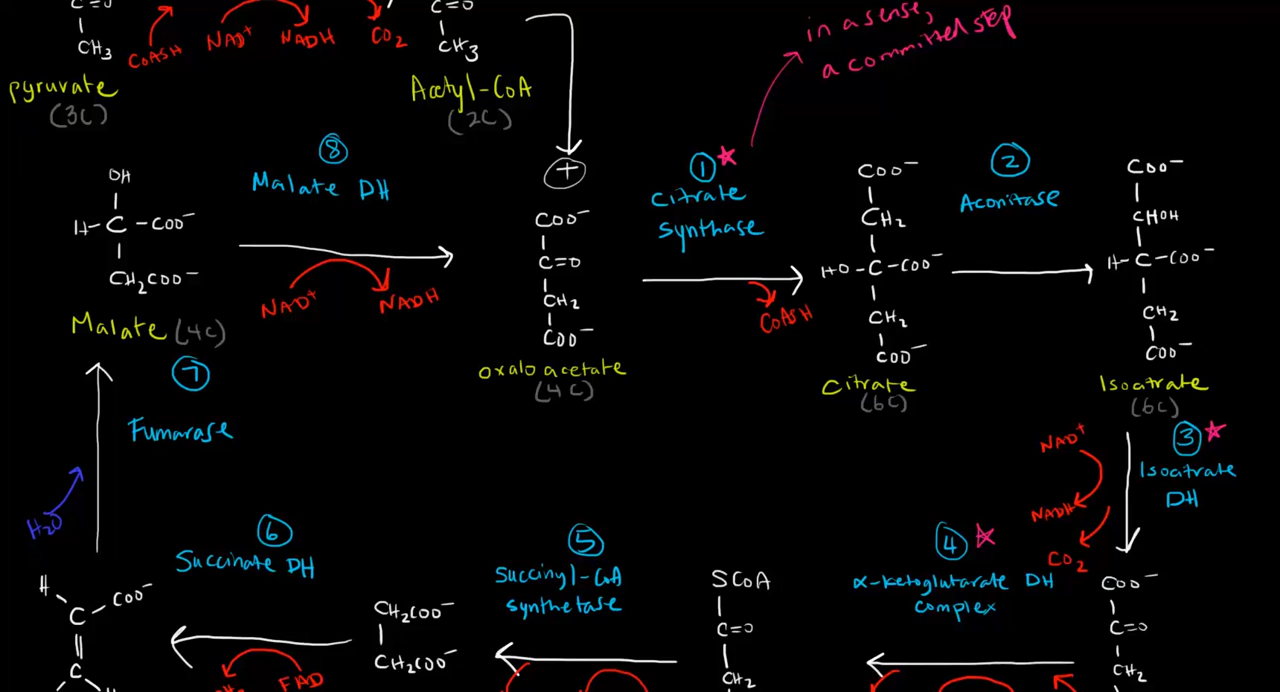 C=O
CH₃
CoASH
NAD⁺
NADH
CO₂
C=O
CH₃
pyruvate
(3C)
Acetyl-CoA
(2C)
in a sense,
a committed step
8
Malate DH
NAD⁺
NADH
OH
H-C-COO⁻
CH₂COO⁻
Malate (4C)
+
COO⁻
C=O
CH₂
COO⁻
oxaloacetate
(4C)
1
Citrate
synthase
CoASH
COO⁻
CH₂
HO-C-COO⁻
CH₂
COO⁻
Citrate
(6C)
2
Aconitase
COO⁻
CHOH
H-C-COO⁻
CH₂
COO⁻
Isocitrate
(6C)
7
Fumarase
H₂O
3
Isocitrate
DH
NAD⁺
NADH
CO₂
6
Succinate DH
FAD
H
C-COO⁻
C
5
Succinyl-CoA
synthetase
CH₂COO⁻
CH₂COO⁻
4
α-ketoglutarate DH
complex
SCoA
C=O
CH₂
COO⁻
C=O
CH₂